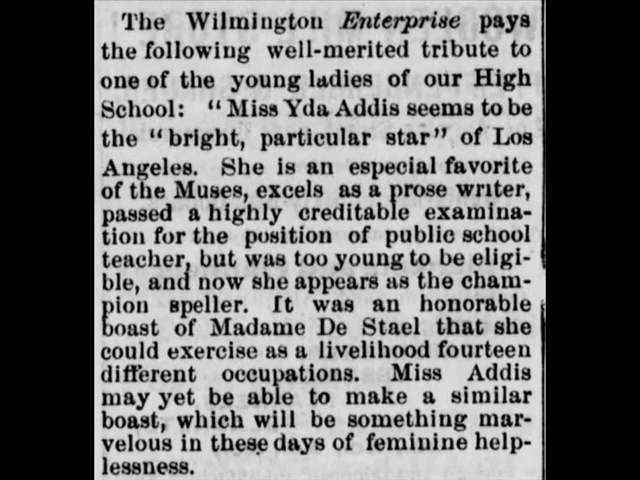 The Wilmington Enterprise pays
the following well-merited tribute to
one of the young ladies of our High
School: "Miss Yda Addis seems to be
the "bright, particular star" of Los
Angeles. She is an especial favorite
of the Muses, excels as a prose writer,
passed a highly creditable examina-
tion for the position of public school
teacher, but was too young to be eligi-
ble, and now she appears as the cham-
pion speller. It was an honorable
boast of Madame De Stael that she
could exercise as a livelihood fourteen
different occupations. Miss Addis
may yet be able to make a similar
boast, which will be something mar-
velous in these days of feminine help-
lessness.